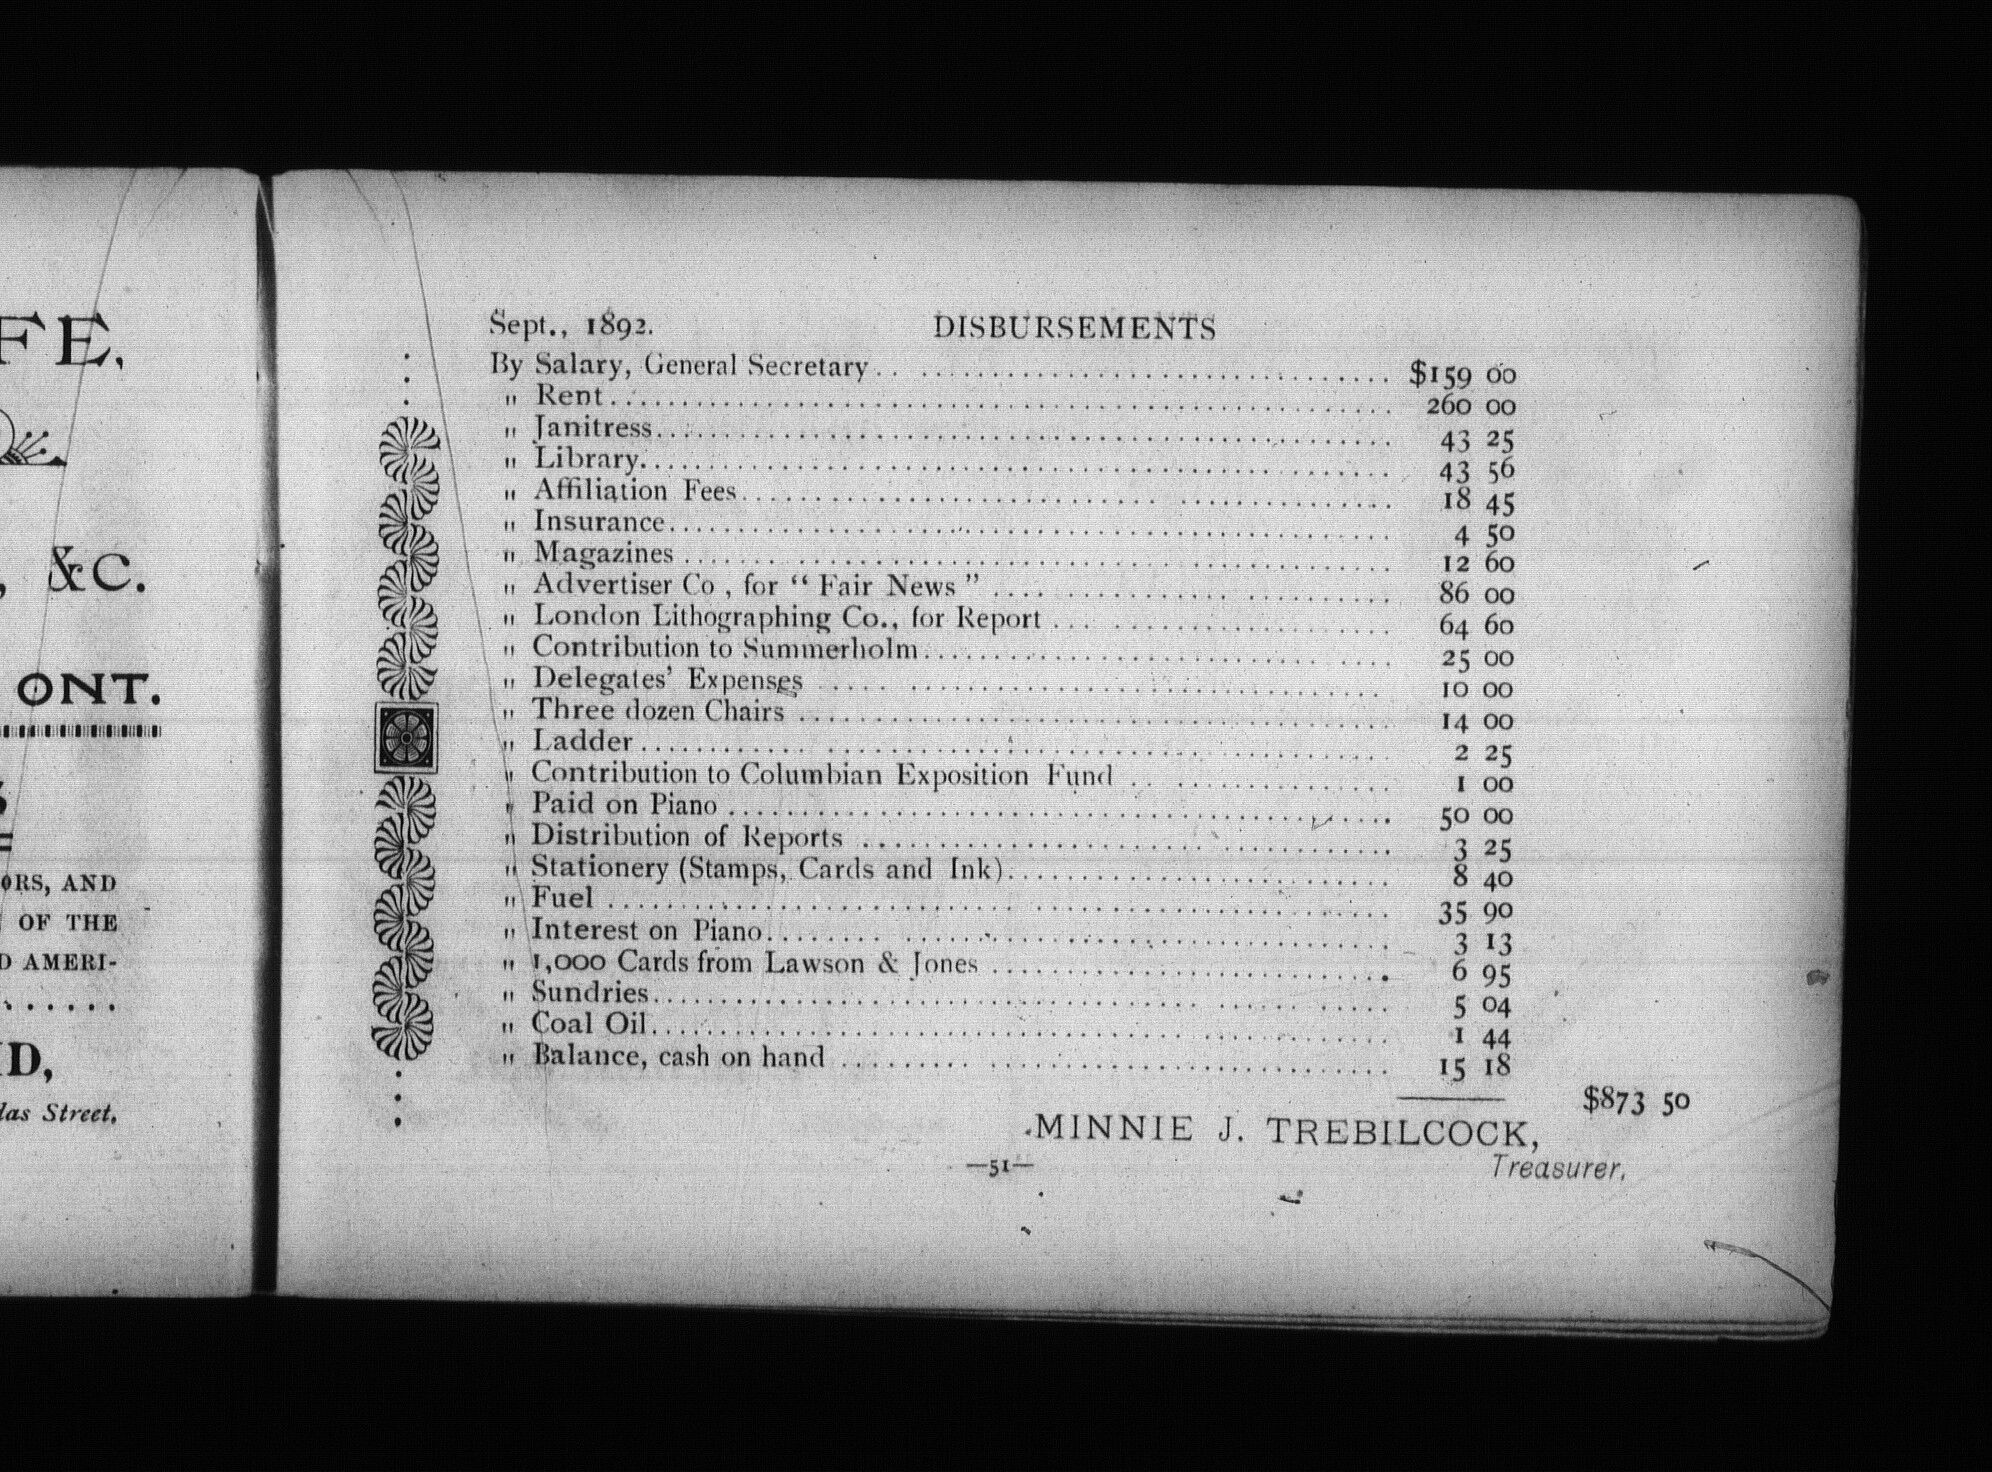 FE,
&C.
ONT.
ORS, AND
OF THE
D AMERI-
D,
las Street,
Sept., 1892. DISBURSEMENTS
By Salary, General Secretary $159 00
" Rent 260 00
" Janitress 43 25
" Library 43 56
" Affiliation Fees 18 45
" Insurance 4 50
" Magazines 12 60
" Advertiser Co , for “ Fair News ” 86 00
" London Lithographing Co., for Report 64 60
" Contribution to Summerholm 25 00
" Delegates’ Expenses 10 00
" Three dozen Chairs 14 00
" Ladder 2 25
" Contribution to Columbian Exposition Fund 1 00
" Paid on Piano 50 00
" Distribution of Reports 3 25
" Stationery (Stamps, Cards and Ink) 8 40
" Fuel 35 90
" Interest on Piano 3 13
" 1,000 Cards from Lawson & Jones 6 95
" Sundries 5 04
" Coal Oil 1 44
" Balance, cash on hand 15 18
$873 50
MINNIE J. TREBILCOCK,
Treasurer,
—51—